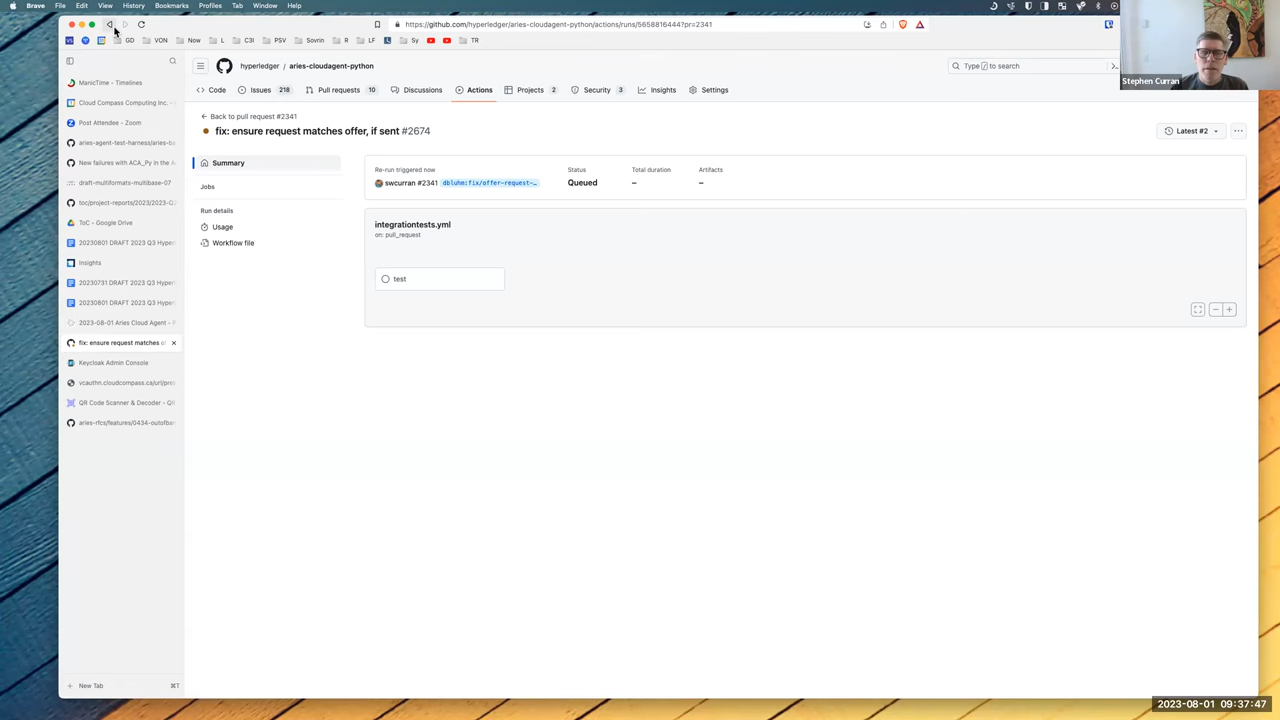 Brave File Edit View History Bookmarks Profiles Tab Window Help
https://github.com/hyperledger/aries-cloudagent-python/actions/runs/5658816444?pr=2341
GD VON Now L C3I PSV Sovrin R LF Sy TR
ManicTime - Timelines
Cloud Compass Computing Inc. -
Post Attendee - Zoom
aries-agent-test-harness/aries-ba
New failures with ACA_Py in the A
draft-multiformats-multibase-07
toc/project-reports/2023/2023-Q
ToC - Google Drive
20230801 DRAFT 2023 Q3 Hyper
Insights
20230731 DRAFT 2023 Q3 Hyper
20230801 DRAFT 2023 Q3 Hyper
2023-08-01 Aries Cloud Agent - P
fix: ensure request matches of
Keycloak Admin Console
vcauthn.cloudcompass.ca/url/pre
QR Code Scanner & Decoder - QR
aries-rfcs/features/0434-outofba
New Tab ⌘T
hyperledger / aries-cloudagent-python
Type / to search
Code Issues 218 Pull requests 10 Discussions Actions Projects 2 Security 3 Insights Settings
Back to pull request #2341
fix: ensure request matches offer, if sent #2674
Latest #2
Summary
Jobs
Run details
Usage
Workflow file
Re-run triggered now Status Total duration Artifacts
swcurran #2341 dbluhm:fix/offer-request-… Queued – –
integrationtests.yml
on: pull_request
test
Stephen Curran
2023-08-01 09:37:47